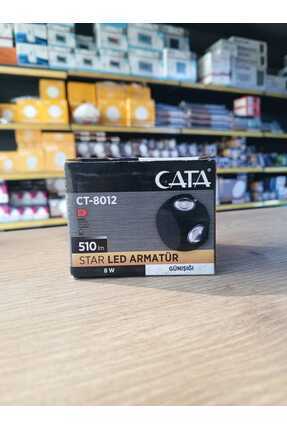 CATA
CT-8012
510 lm
STAR LED ARMATÜR
8 W
GÜNIŞIĞI